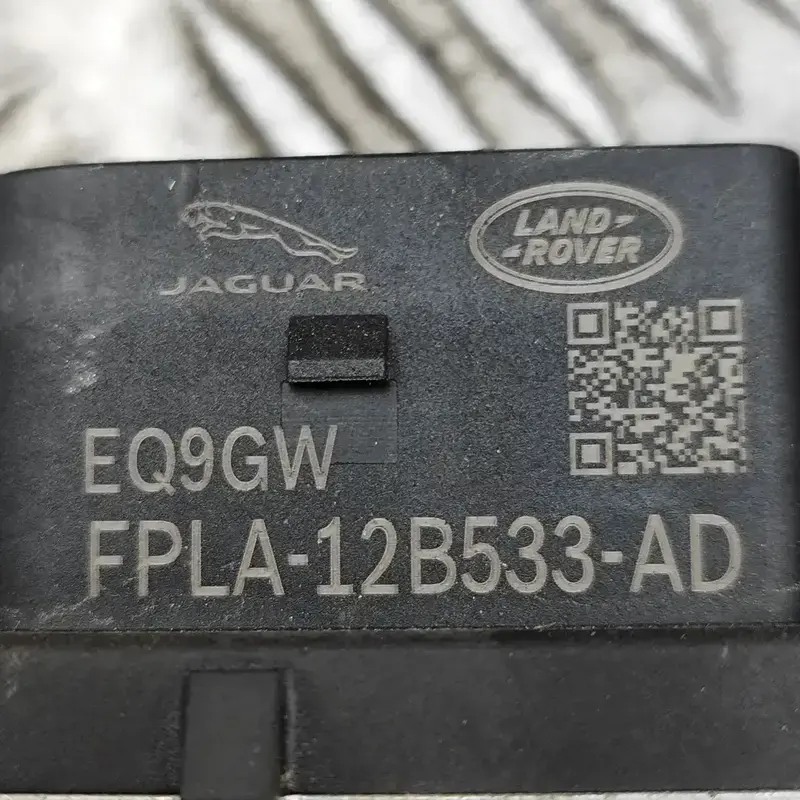 JAGUAR
LAND-
-ROVER
EQ9GW
FPLA-12B533-AD